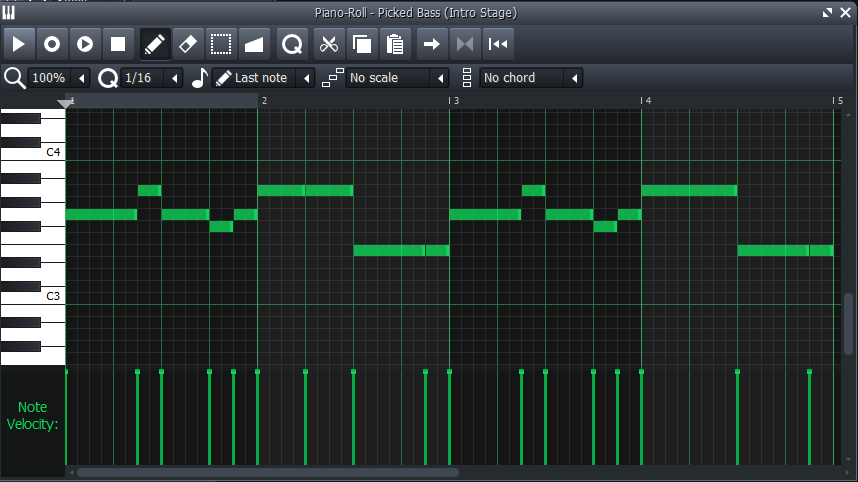 Piano-Roll - Picked Bass (Intro Stage)
100% 1/16 Last note No scale No chord
1 2 3 4 5
C4
C3
Note
Velocity: